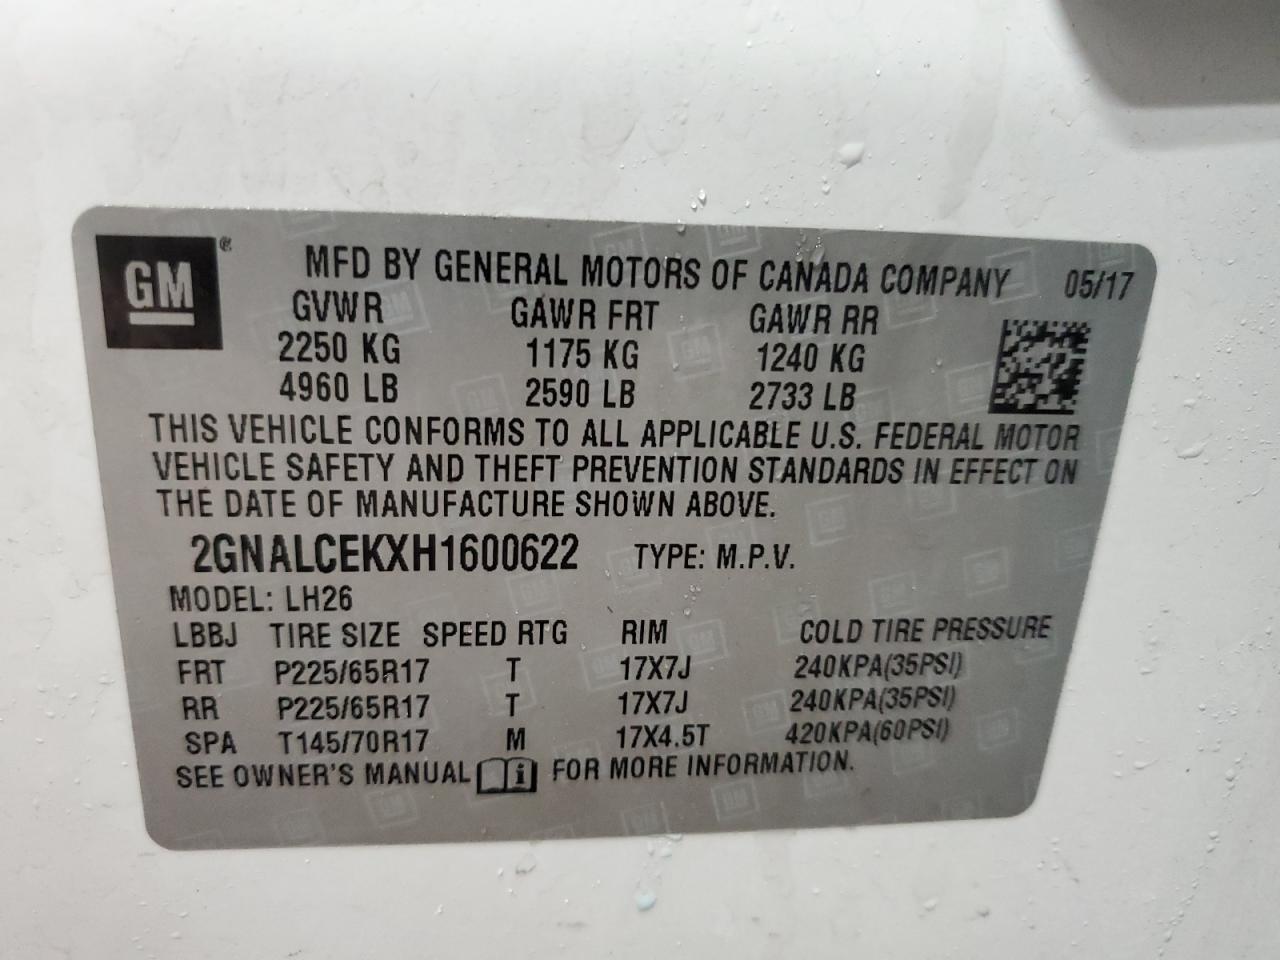 GM ® MFD BY GENERAL MOTORS OF CANADA COMPANY 05/17
GVWR GAWR FRT GAWR RR
2250 KG 1175 KG 1240 KG
4960 LB 2590 LB 2733 LB
THIS VEHICLE CONFORMS TO ALL APPLICABLE U.S. FEDERAL MOTOR
VEHICLE SAFETY AND THEFT PREVENTION STANDARDS IN EFFECT ON
THE DATE OF MANUFACTURE SHOWN ABOVE.
2GNALCEKXH1600622 TYPE: M.P.V.
MODEL: LH26
LBBJ TIRE SIZE SPEED RTG RIM COLD TIRE PRESSURE
FRT P225/65R17 T 17X7J 240KPA(35PSI)
RR P225/65R17 T 17X7J 240KPA(35PSI)
SPA T145/70R17 M 17X4.5T 420KPA(60PSI)
SEE OWNER'S MANUAL i FOR MORE INFORMATION.